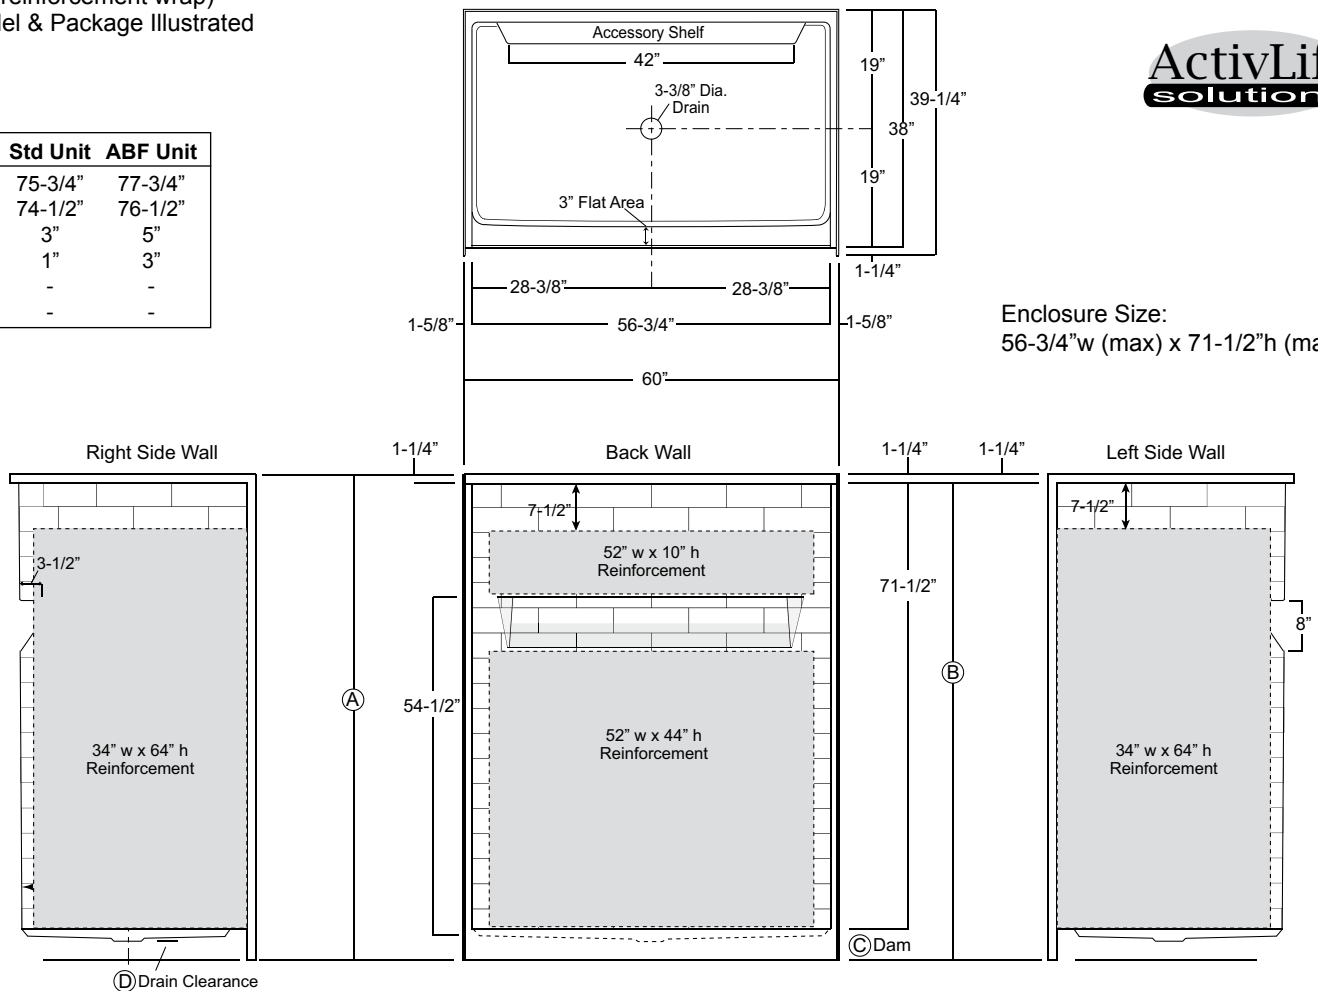 reinforcement wrap)
& Package Illustrated
Accessory Shelf
42”
3-3/8” Dia.
Drain
3” Flat Area
19”
38”
39-1/4”
19”
1-1/4”
28-3/8”
28-3/8”
1-5/8”
56-3/4”
1-5/8”
60”
Std Unit ABF Unit
75-3/4” 77-3/4”
74-1/2” 76-1/2”
3” 5”
1” 3”
- -
- -
solution
Enclosure Size:
56-3/4”w (max) x 71-1/2”h
Right Side Wall
1-1/4”
Back Wall
1-1/4”
1-1/4”
Left Side Wall
3-1/2”
34” w x 64” h
Reinforcement
D Drain Clearance
A
54-1/2”
7-1/2”
52” w x 10” h
Reinforcement
52” w x 44” h
Reinforcement
71-1/2”
B
C Dam
7-1/2”
8”
34” w x 64” h
Reinforcement